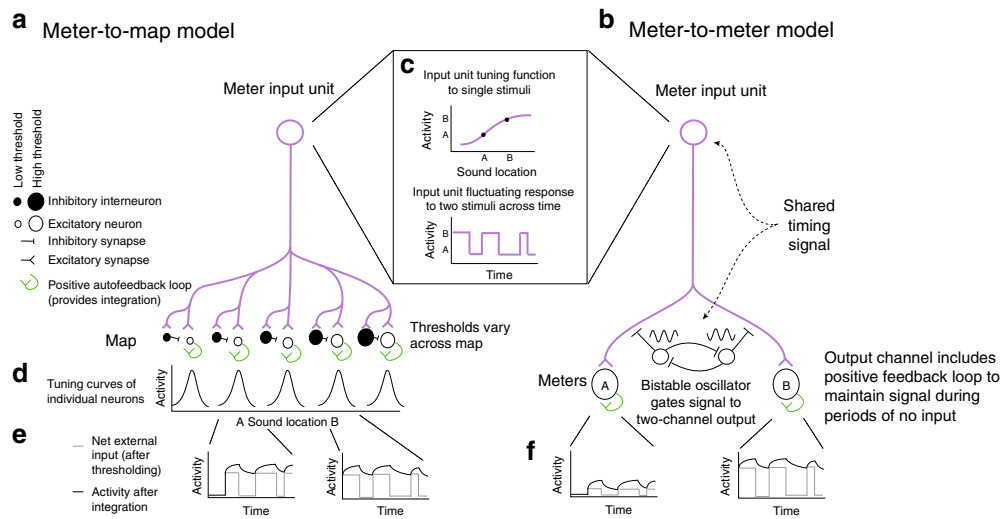 a Meter-to-map model
Meter input unit
Low threshold
High threshold
Inhibitory interneuron
Excitatory neuron
Inhibitory synapse
Excitatory synapse
Positive autofeedback loop
(provides integration)
Map
Thresholds vary
across map
c
Input unit tuning function
to single stimuli
Activity
B
A
A B
Sound location
Input unit fluctuating response
to two stimuli across time
Activity
B
A
Time
b Meter-to-meter model
Meter input unit
Shared
timing
signal
Meters
A
B
Bistable oscillator
gates signal to
two-channel output
Output channel includes
positive feedback loop to
maintain signal during
periods of no input
d
Tuning curves of
individual neurons
Activity
A Sound location B
e
Net external
input (after
thresholding)
Activity after
integration
Activity
Time
Activity
Time
f
Activity
Time
Activity
Time